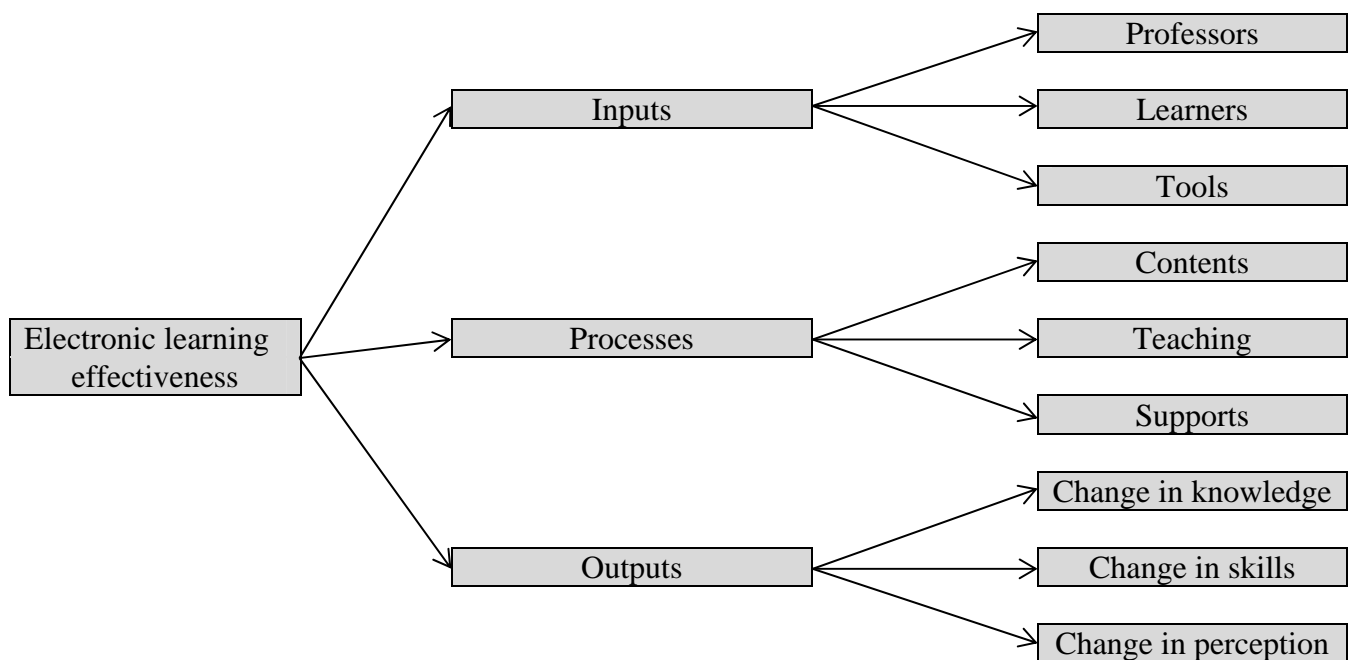 Professors
Inputs
Learners
Tools
Contents
Electronic learning
effectiveness
Processes
Teaching
Supports
Change in knowledge
Outputs
Change in skills
Change in perception